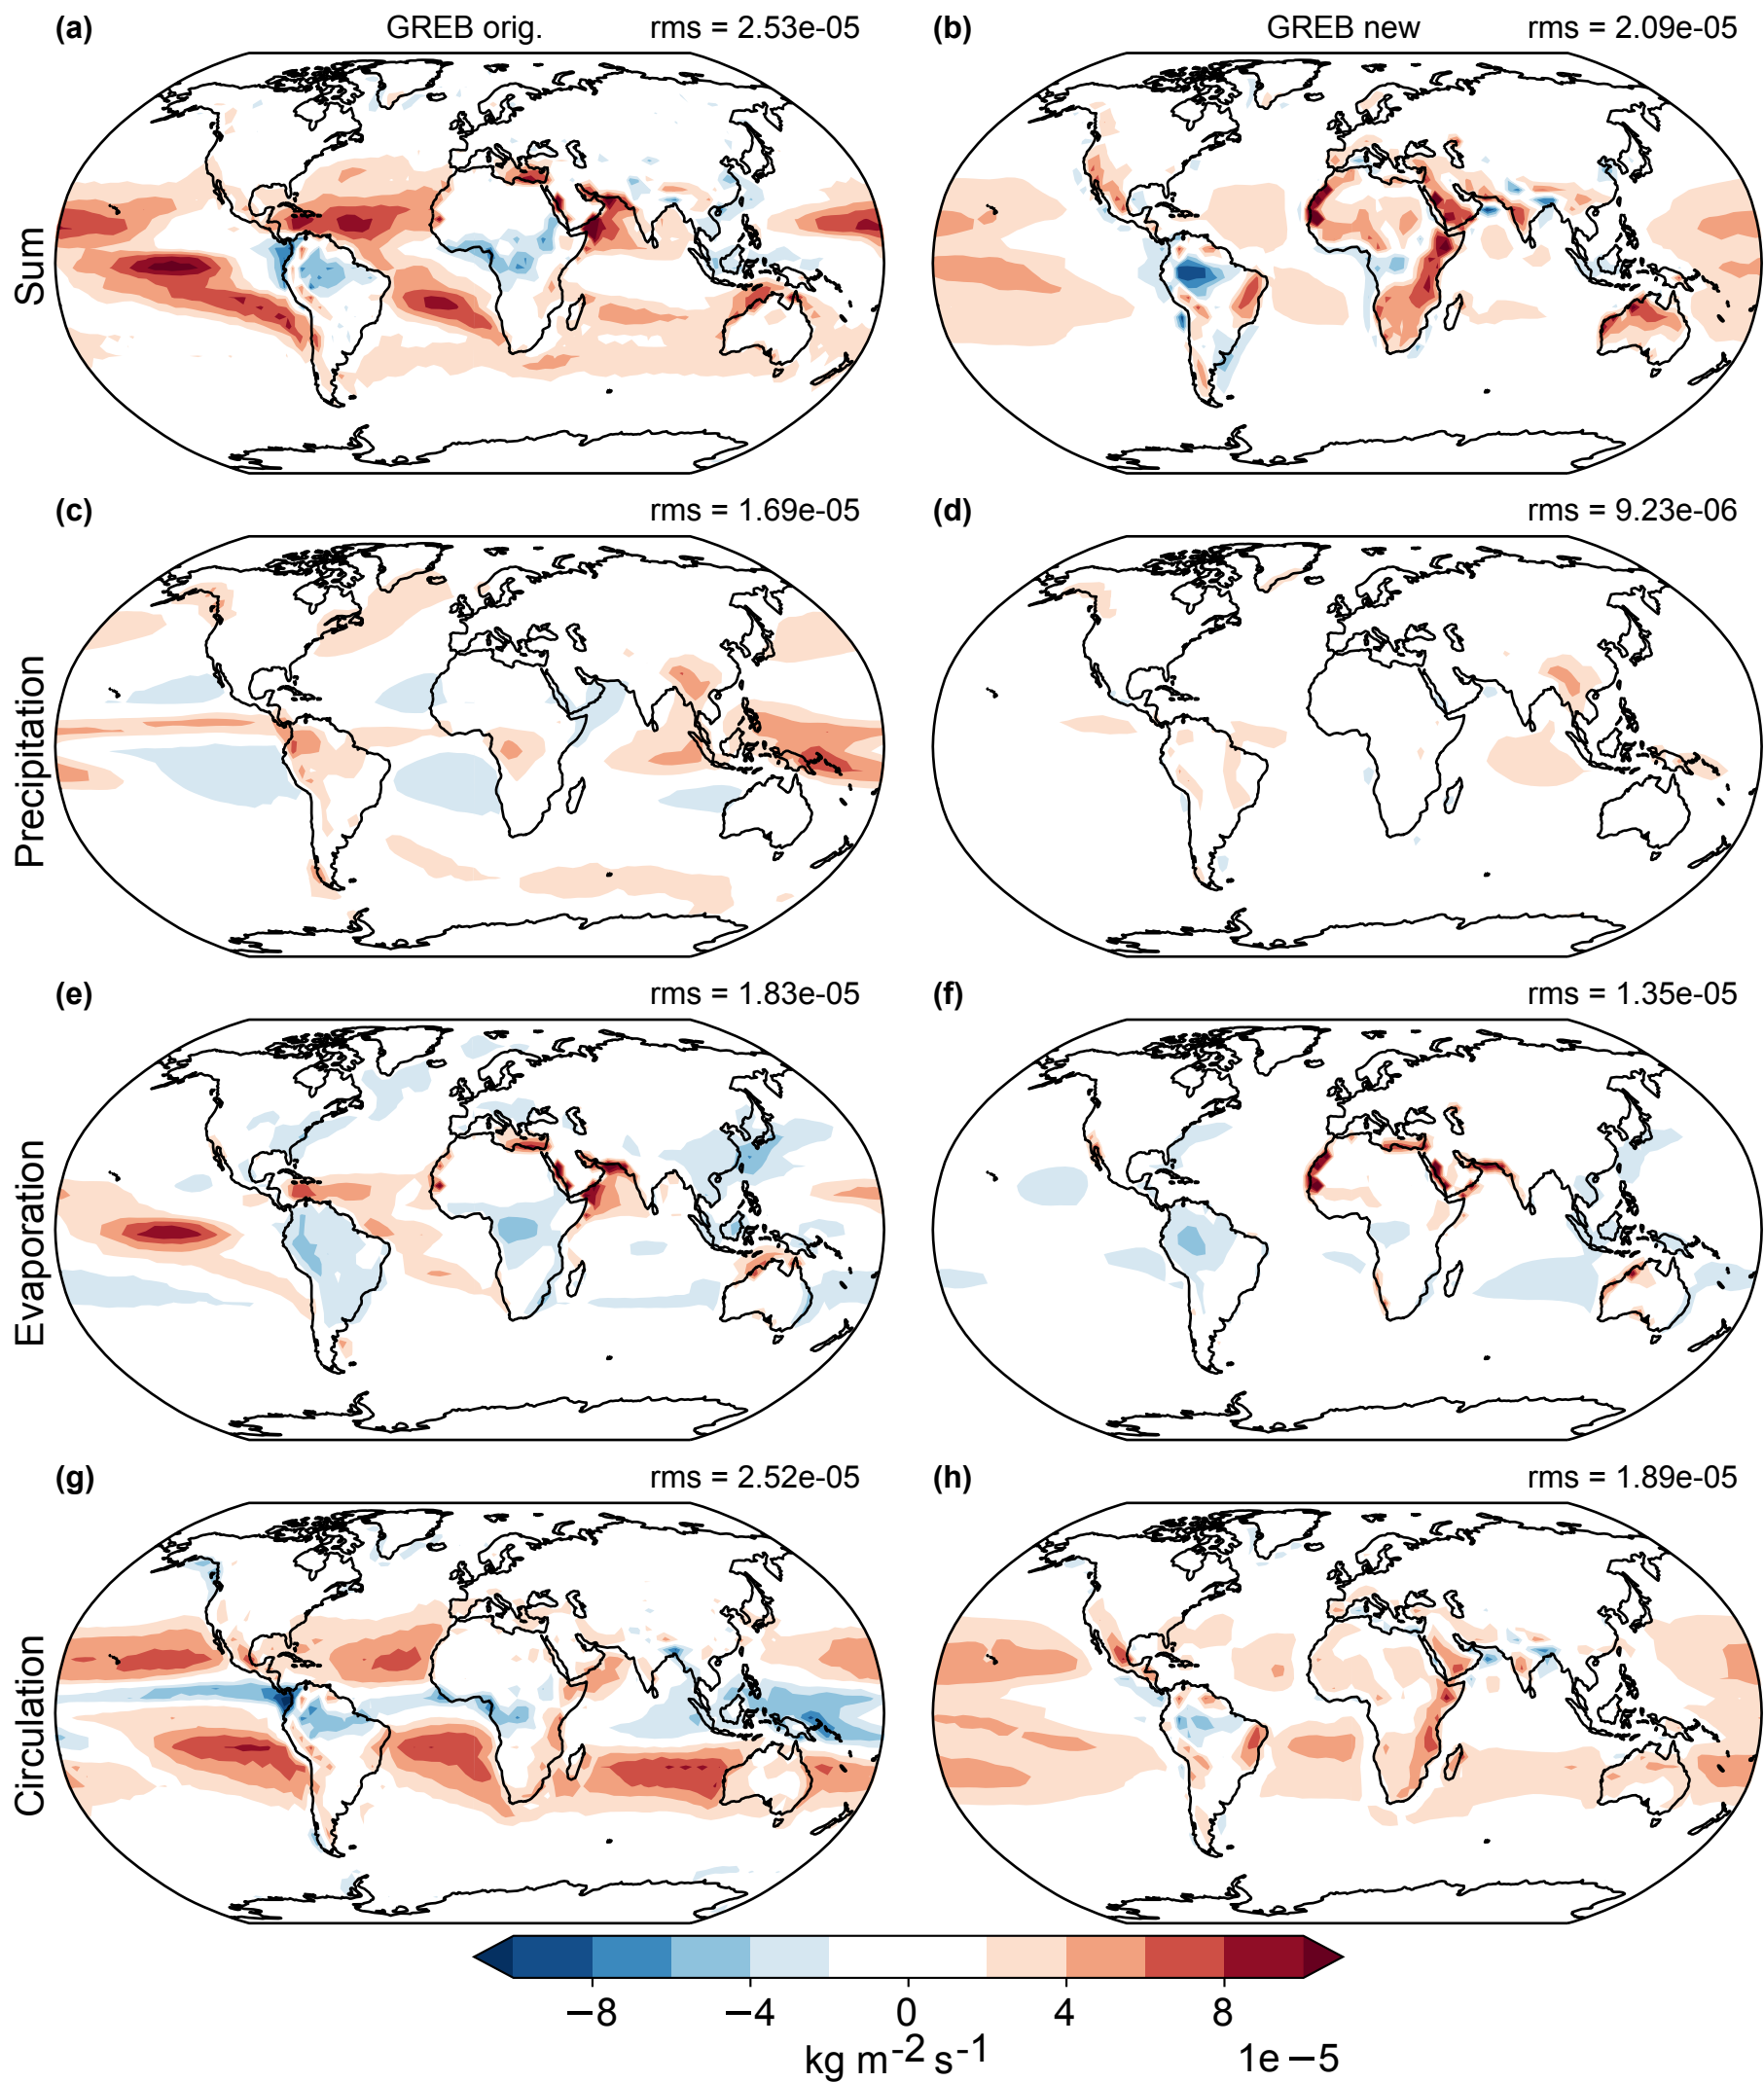 (a) GREB orig. rms = 2.53e-05
(b) GREB new rms = 2.09e-05
Sum
(c) rms = 1.69e-05
(d) rms = 9.23e-06
Precipitation
(e) rms = 1.83e-05
(f) rms = 1.35e-05
Evaporation
(g) rms = 2.52e-05
(h) rms = 1.89e-05
Circulation
−8 −4 0 4 8
kg m-2 s-1 1e−5